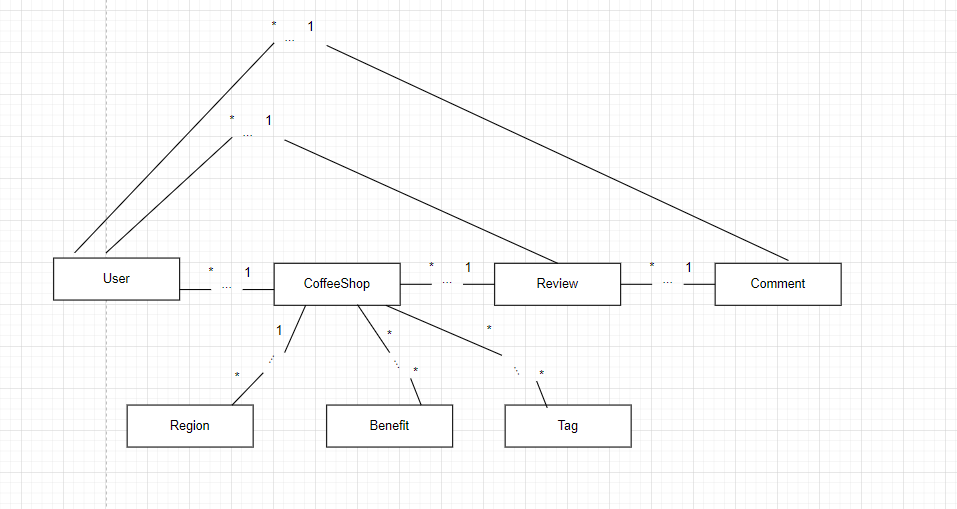 * ... 1
* ... 1
User
* ... 1
CoffeeShop
* ... 1
Review
* ... 1
Comment
1 ... *
* ... *
* ... *
Region
Benefit
Tag